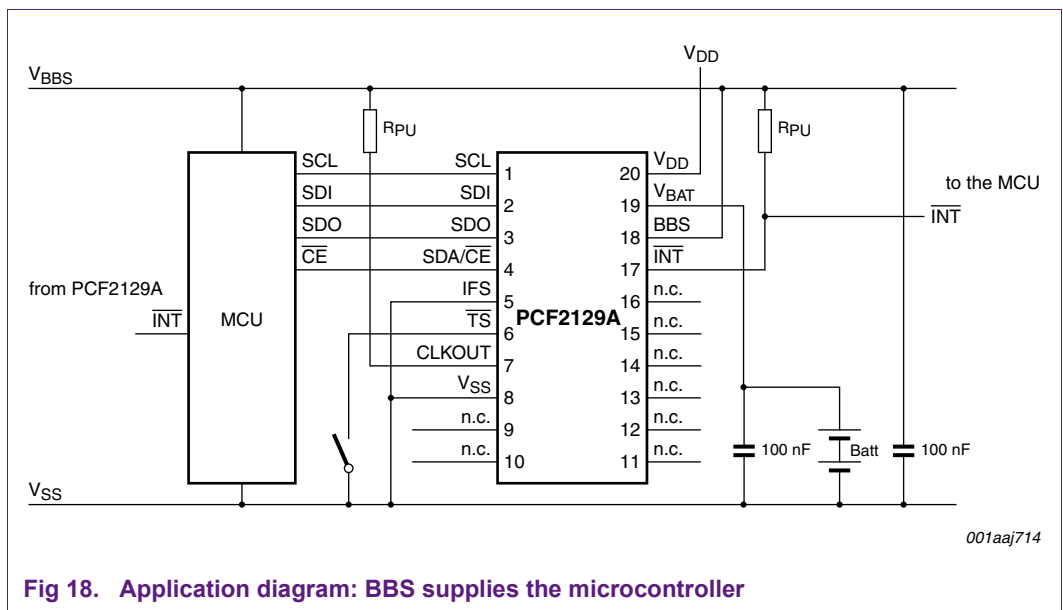 VDD
VBBS
RPU
RPU
SCL SCL 1
SDI SDI 2
SDO SDO 3
CE SDA/CE 4
IFS 5
TS 6
CLKOUT 7
VSS 8
n.c. 9
n.c. 10
from PCF2129A
INT
MCU
PCF2129A
20 VDD
19 VBAT
18 BBS
17 INT
16 n.c.
15 n.c.
14 n.c.
13 n.c.
12 n.c.
11 n.c.
to the MCU
INT
100 nF
Batt
100 nF
VSS
001aaj714
Fig 18. Application diagram: BBS supplies the microcontroller